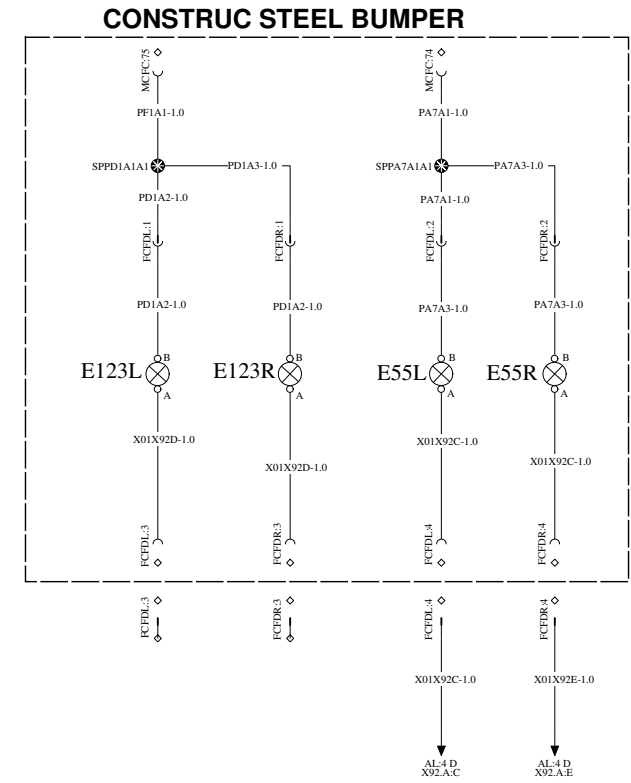 CONSTRUC STEEL BUMPER
MCFC:75
MCFC:74
PF1A1-1.0
PA7A1-1.0
SPPD1A1A1
PD1A3-1.0
SPPA7A1A1
PA7A3-1.0
PD1A2-1.0
PA7A1-1.0
FCFDL:1
FCFDR:1
FCFDL:2
FCFDR:2
PD1A2-1.0
PD1A2-1.0
PA7A3-1.0
PA7A3-1.0
B
B
B
B
E123L
E123R
E55L
E55R
A
A
A
A
X01X92D-1.0
X01X92D-1.0
X01X92C-1.0
X01X92C-1.0
FCFDL:3
FCFDR:3
FCFDL:4
FCFDR:4
FCFDL:3
FCFDR:3
FCFDL:4
FCFDR:4
X01X92C-1.0
X01X92E-1.0
AL:4 D
X92.A:C
AL:4 D
X92.A:E